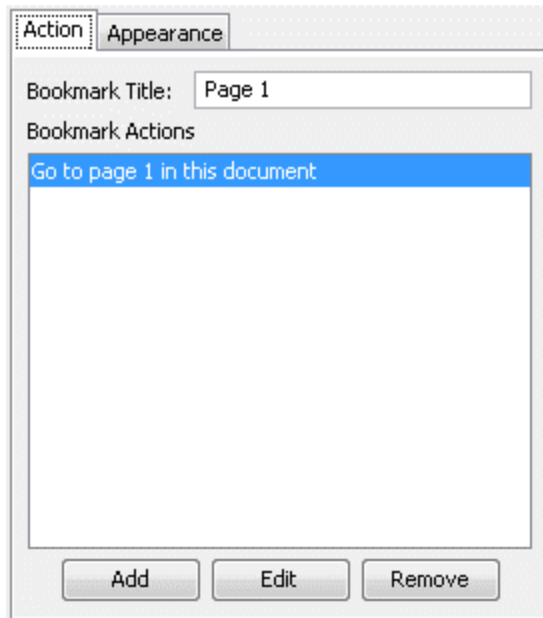 Action Appearance
Bookmark Title: Page 1
Bookmark Actions
Go to page 1 in this document
Add Edit Remove